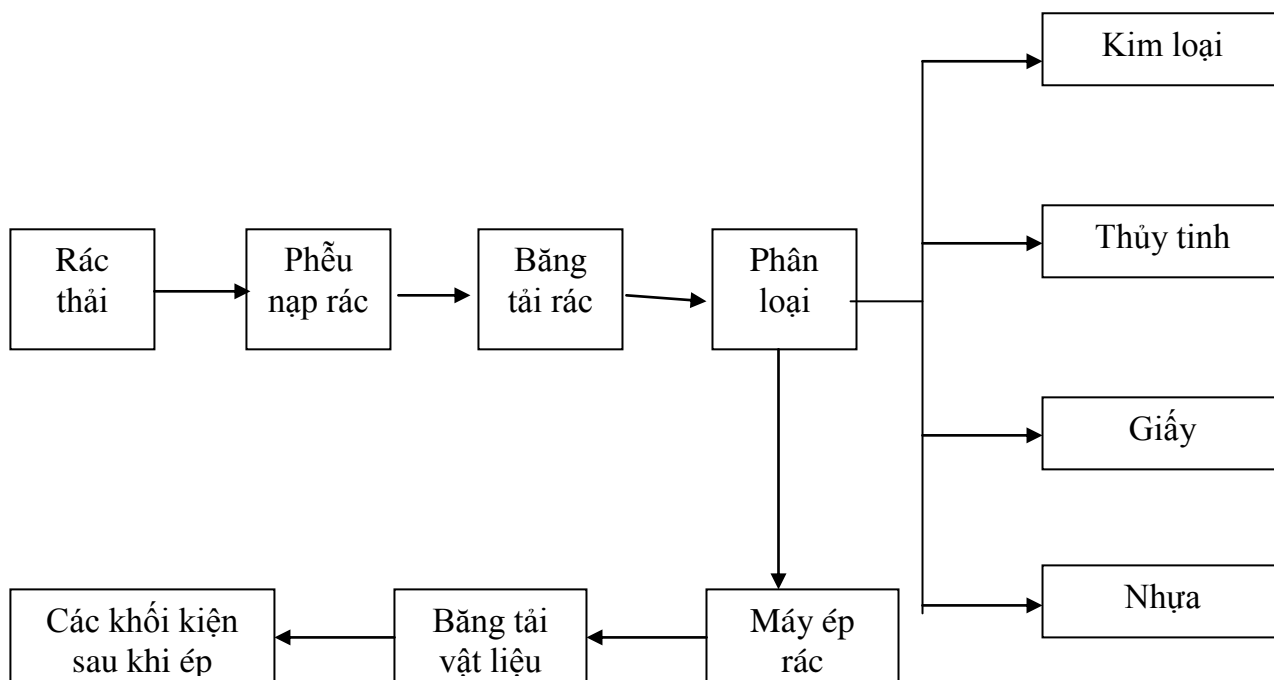 Kim loại
Rác
thải
Phễu
nạp rác
Băng
tải rác
Phân
loại
Thủy tinh
Giấy
Nhựa
Các khối kiện
sau khi ép
Băng tải
vật liệu
Máy ép
rác